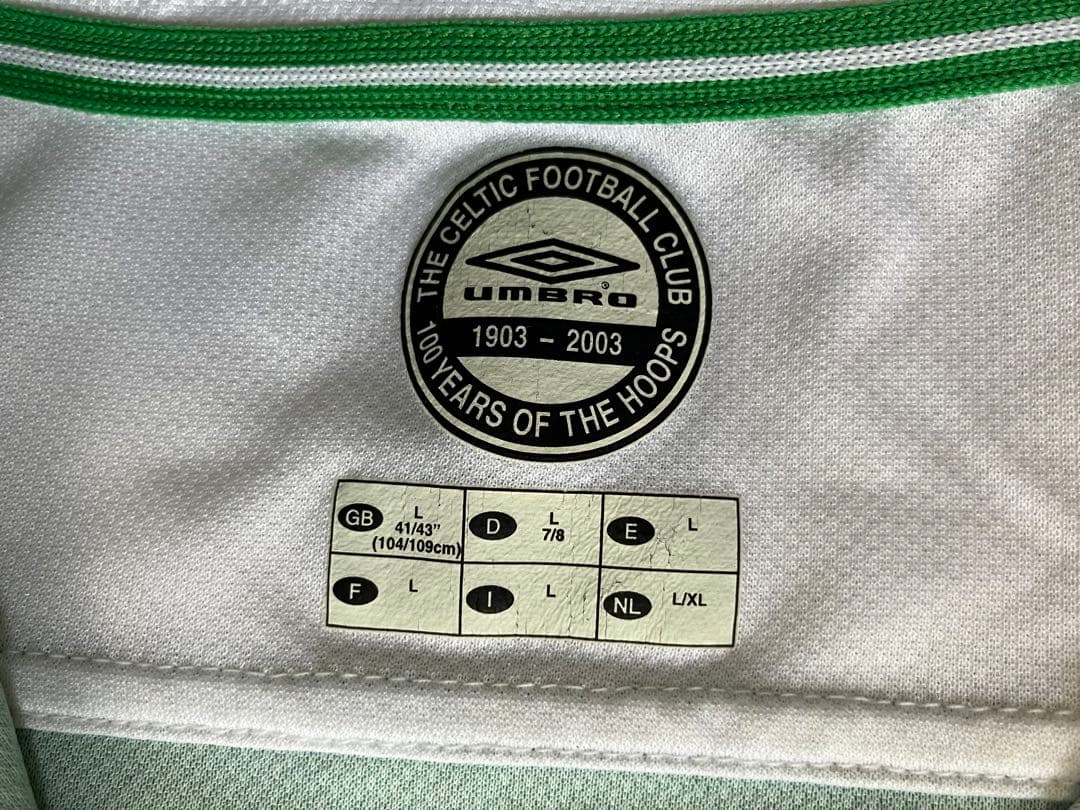 THE CELTIC FOOTBALL CLUB
UMBRO®
1903 – 2003
100 YEARS OF THE HOOPS
GB L 41/43” (104/109cm)
D L 7/8
E L
F L
I L
NL L/XL